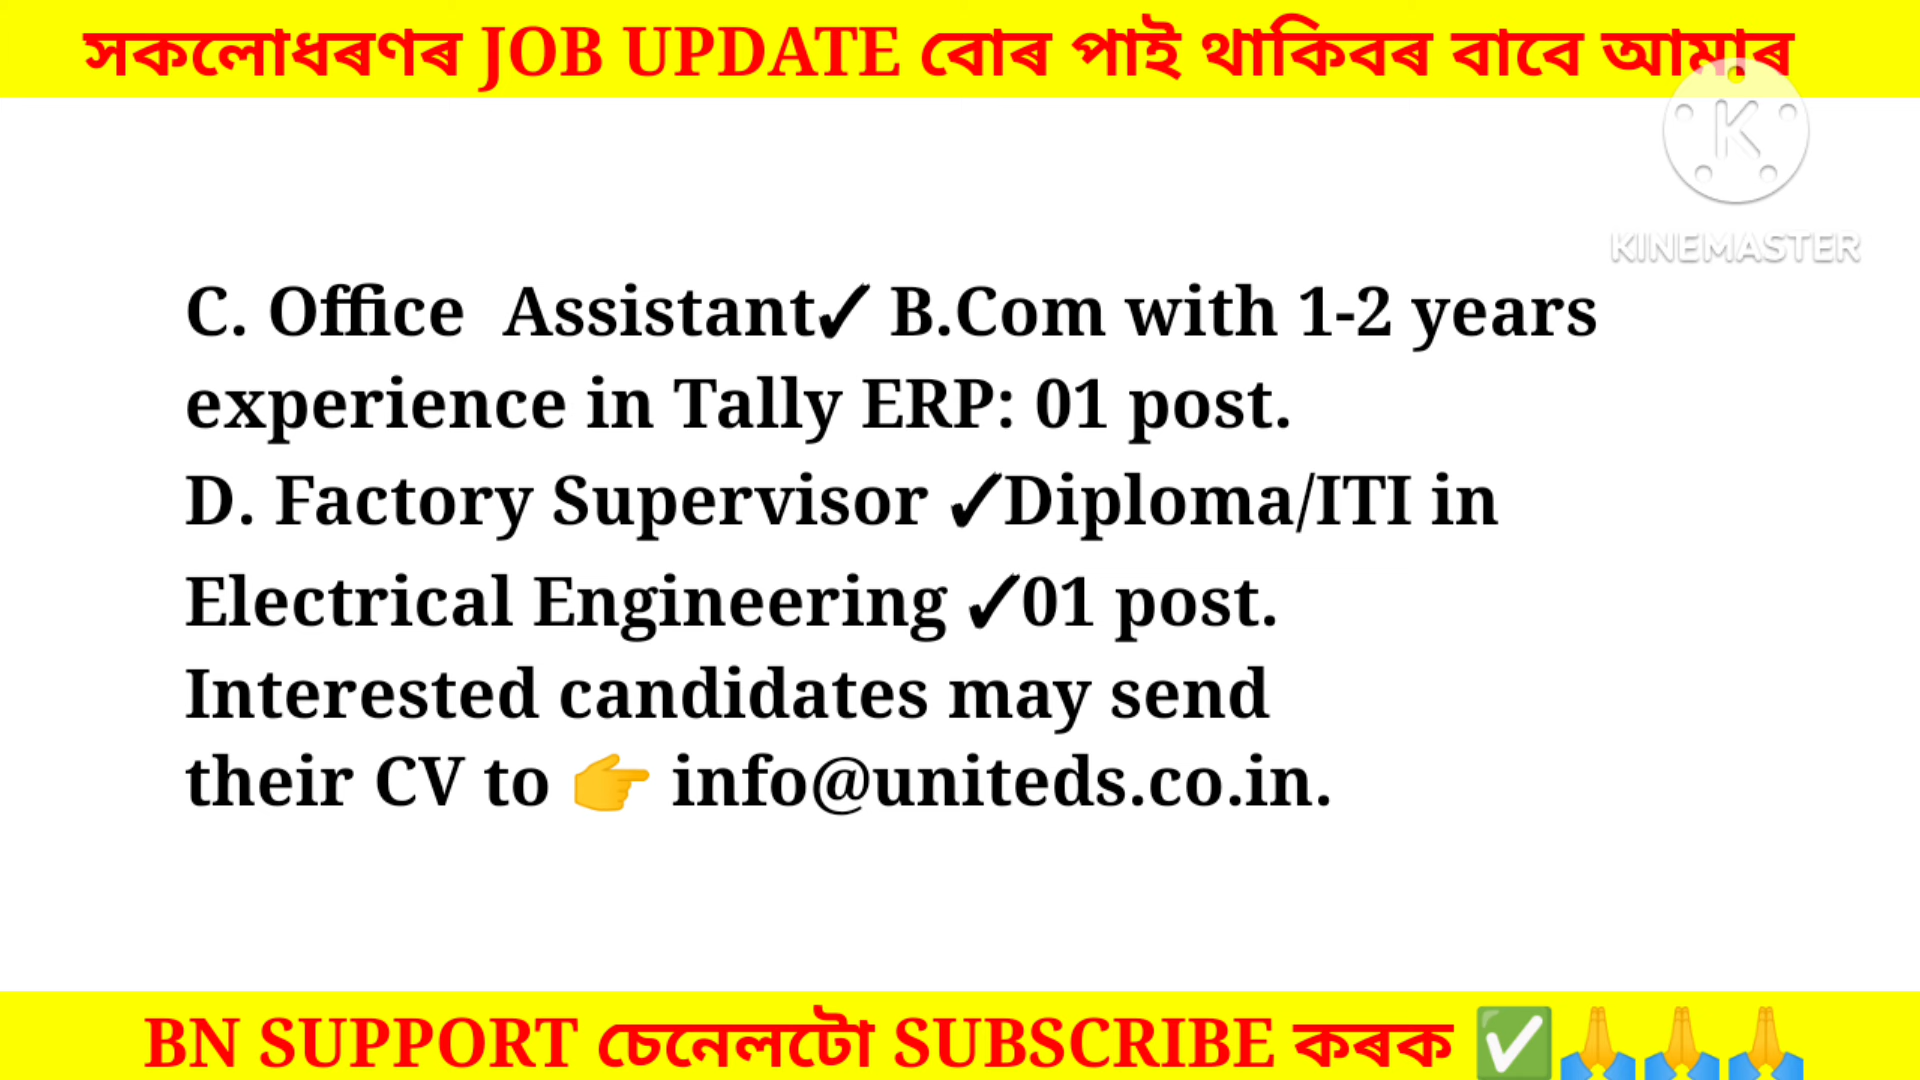 সকলোধৰণৰ JOB UPDATE বোৰ পাই থাকিবৰ বাবে আমাৰ
K
KINEMASTER
C. Office  Assistant✓ B.Com with 1-2 years
experience in Tally ERP: 01 post.
D. Factory Supervisor ✓Diploma/ITI in
Electrical Engineering ✓01 post.
Interested candidates may send
their CV to 👉 info@uniteds.co.in.
BN SUPPORT চেনেলটো SUBSCRIBE কৰক ✅🙏🙏🙏